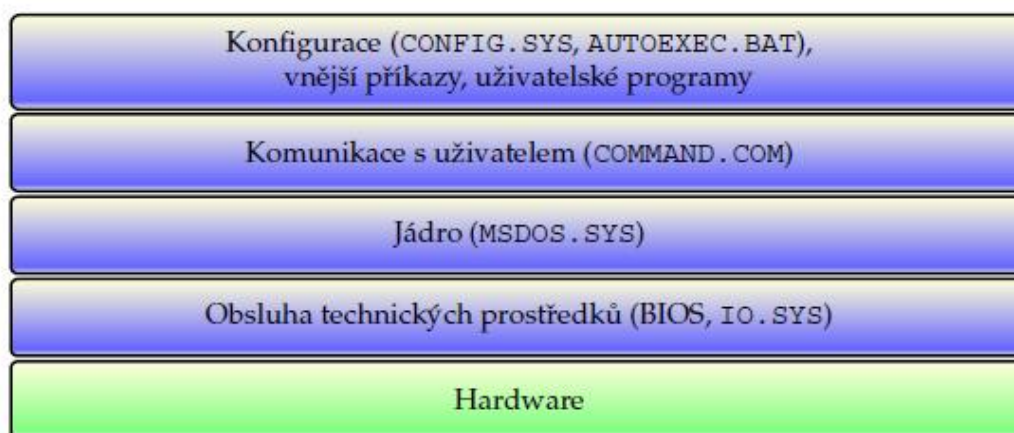 Konfigurace (CONFIG.SYS, AUTOEXEC.BAT),
vnější příkazy, uživatelské programy
Komunikace s uživatelem (COMMAND.COM)
Jádro (MSDOS.SYS)
Obsluha technických prostředků (BIOS, IO.SYS)
Hardware